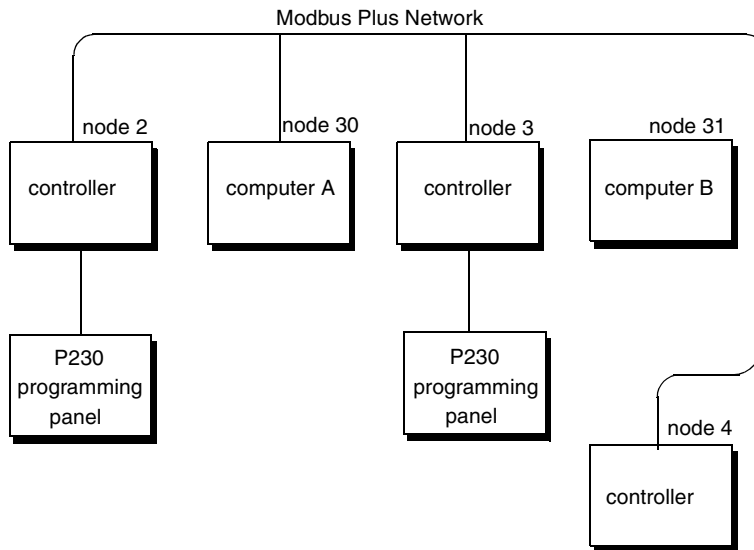 Modbus Plus Network
node 2
node 30
node 3
node 31
controller
computer A
controller
computer B
P230
programming
panel
P230
programming
panel
node 4
controller